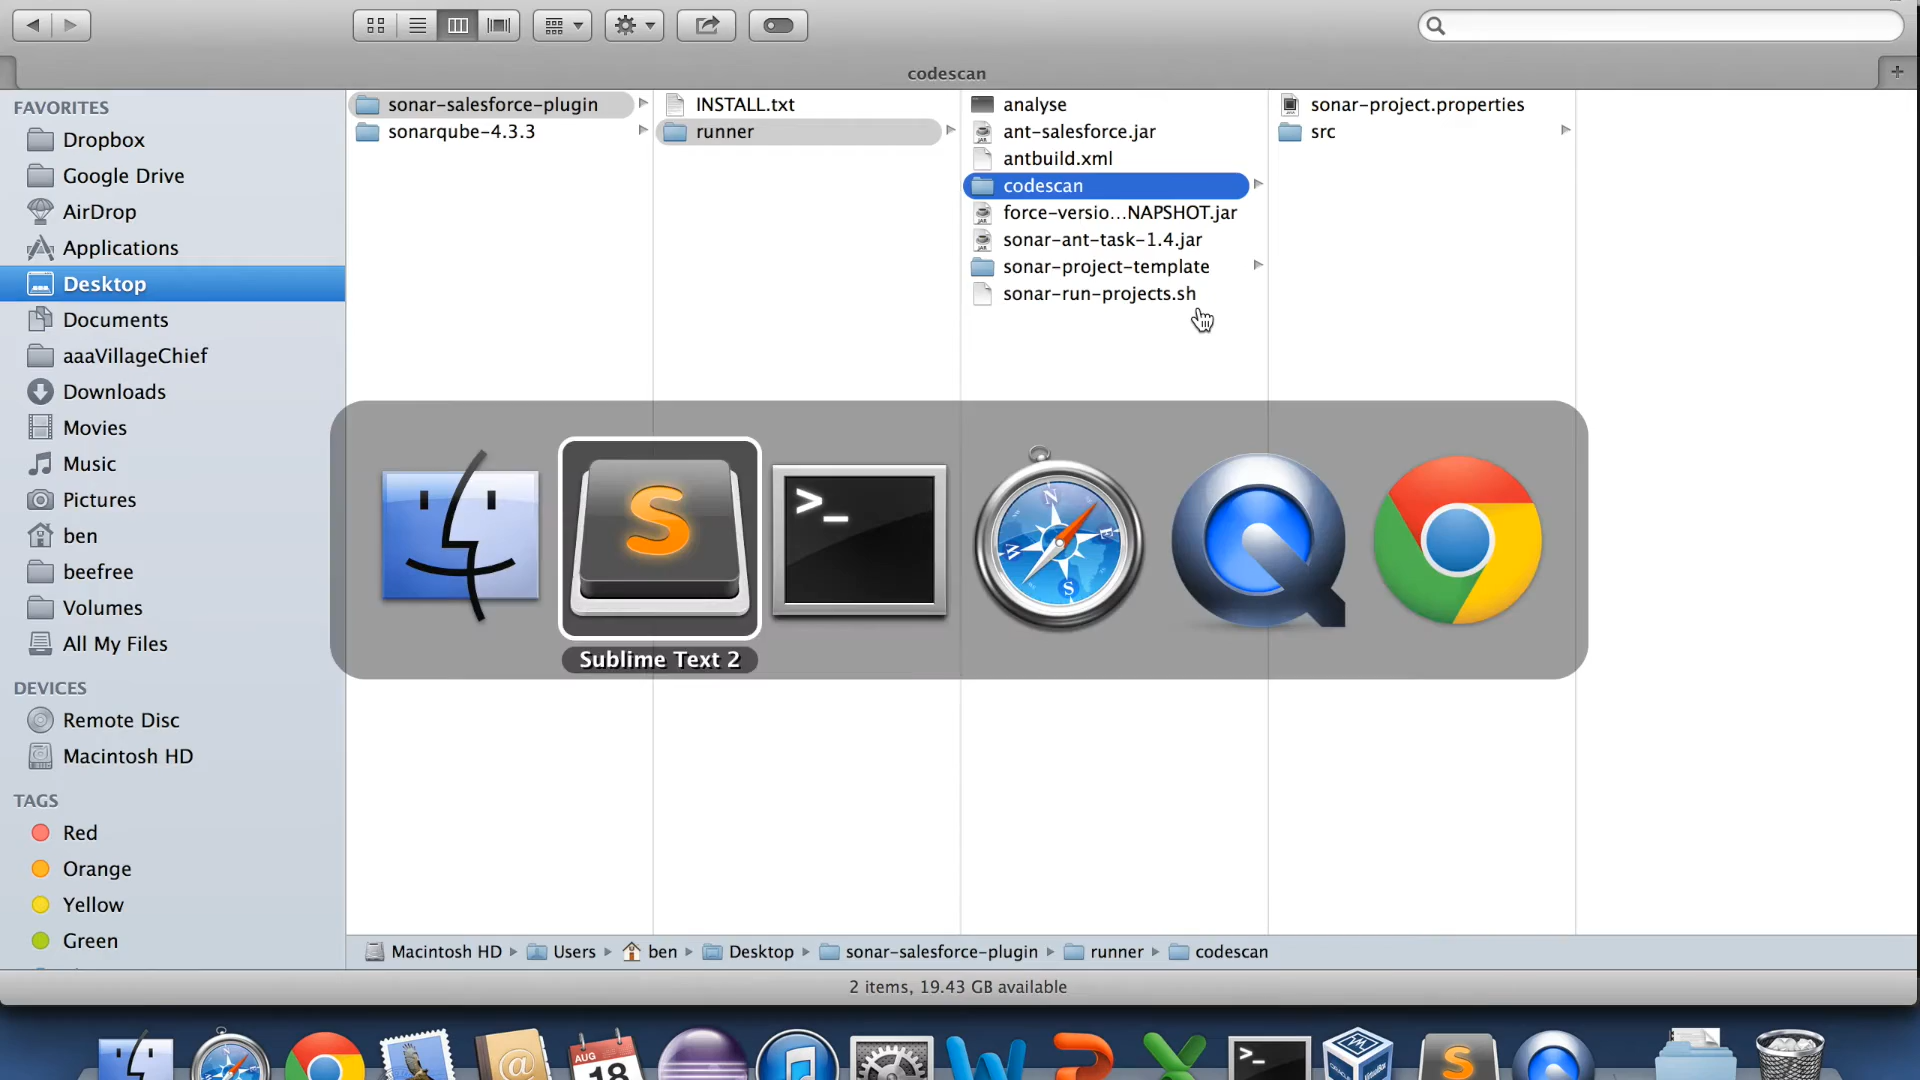 codescan
FAVORITES
Dropbox
Google Drive
AirDrop
Applications
Desktop
Documents
aaaVillageChief
Downloads
Movies
Music
Pictures
ben
beefree
Volumes
All My Files
DEVICES
Remote Disc
Macintosh HD
TAGS
Red
Orange
Yellow
Green
sonar-salesforce-plugin
sonarqube-4.3.3
INSTALL.txt
runner
analyse
ant-salesforce.jar
antbuild.xml
codescan
force-versio...NAPSHOT.jar
sonar-ant-task-1.4.jar
sonar-project-template
sonar-run-projects.sh
sonar-project.properties
src
S
>_
N
E
S
W
Sublime Text 2
Macintosh HD ▸ Users ▸ ben ▸ Desktop ▸ sonar-salesforce-plugin ▸ runner ▸ codescan
2 items, 19.43 GB available
AUG
18
>_
S